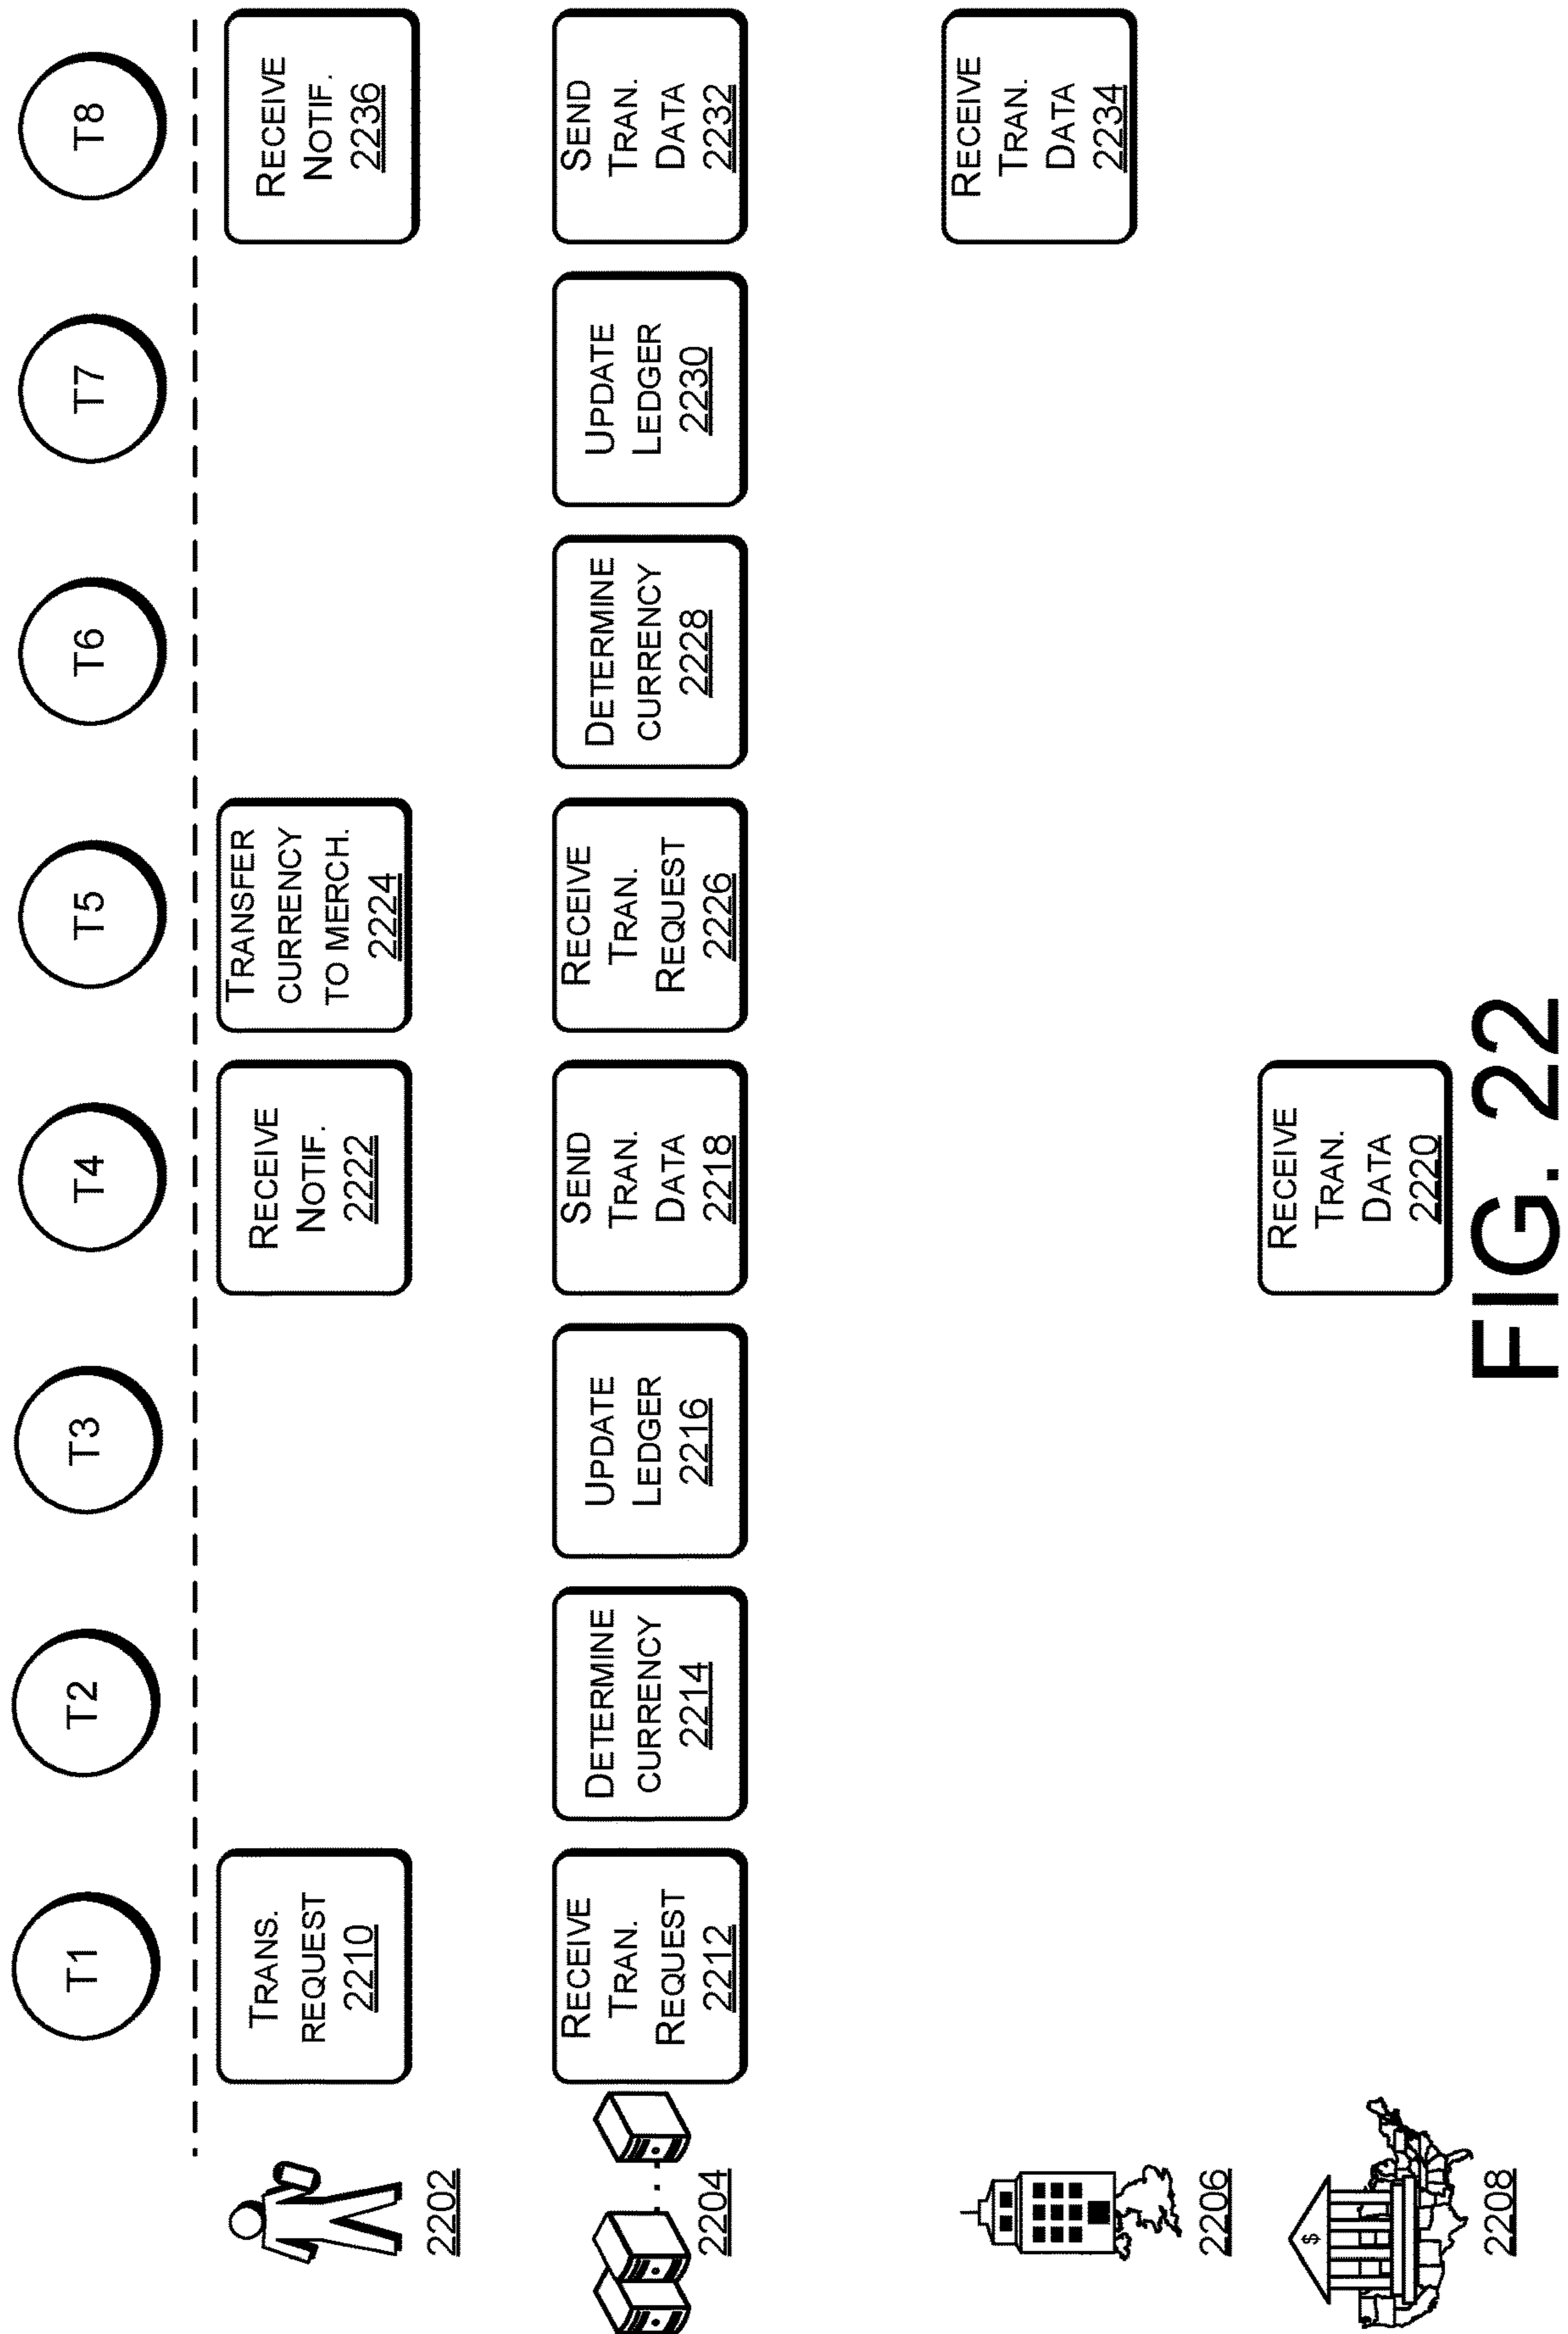 T1
T2
T3
T4
T5
T6
T7
T8
2202
TRANS.
REQUEST
2210
RECEIVE
NOTIF.
2222
TRANSFER
CURRENCY
TO MERCH.
2224
RECEIVE
NOTIF.
2236
2204
RECEIVE
TRAN.
REQUEST
2212
DETERMINE
CURRENCY
2214
UPDATE
LEDGER
2216
SEND
TRAN.
DATA
2218
RECEIVE
TRAN.
REQUEST
2226
DETERMINE
CURRENCY
2228
UPDATE
LEDGER
2230
SEND
TRAN.
DATA
2232
2206
RECEIVE
TRAN.
DATA
2234
$
2208
RECEIVE
TRAN.
DATA
2220
FIG. 22